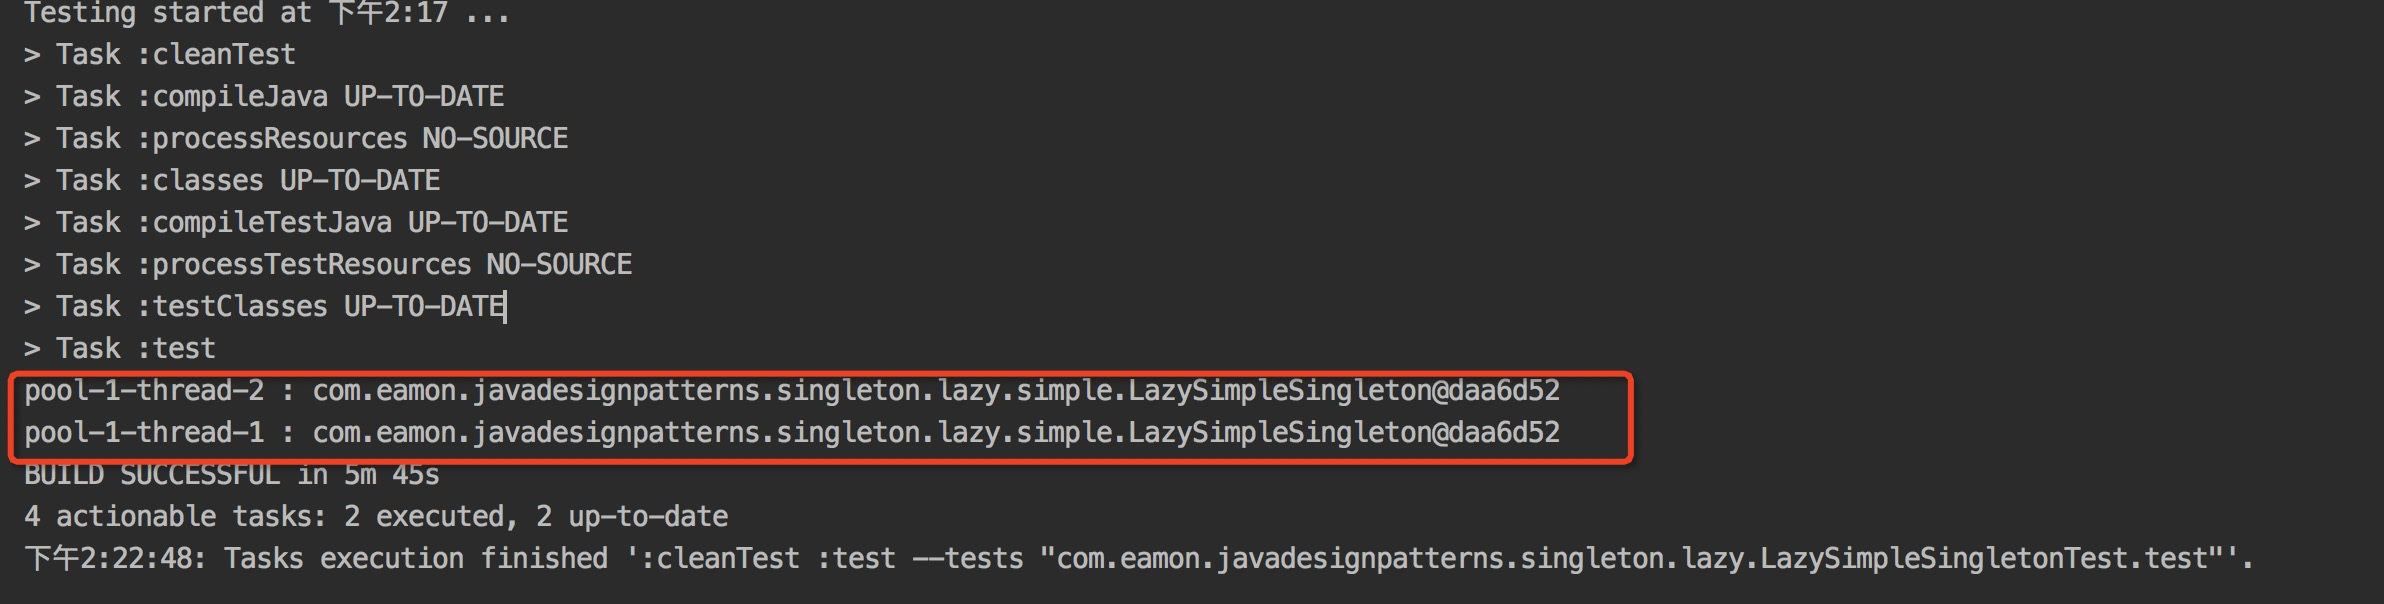 Testing started at 下午2:17 ...
> Task :cleanTest
> Task :compileJava UP-TO-DATE
> Task :processResources NO-SOURCE
> Task :classes UP-TO-DATE
> Task :compileTestJava UP-TO-DATE
> Task :processTestResources NO-SOURCE
> Task :testClasses UP-TO-DATE
> Task :test
pool-1-thread-2 : com.eamon.javadesignpatterns.singleton.lazy.simple.LazySimpleSingleton@daa6d52
pool-1-thread-1 : com.eamon.javadesignpatterns.singleton.lazy.simple.LazySimpleSingleton@daa6d52
BUILD SUCCESSFUL in 5m 45s
4 actionable tasks: 2 executed, 2 up-to-date
下午2:22:48: Tasks execution finished ':cleanTest :test --tests "com.eamon.javadesignpatterns.singleton.lazy.LazySimpleSingletonTest.test"'.